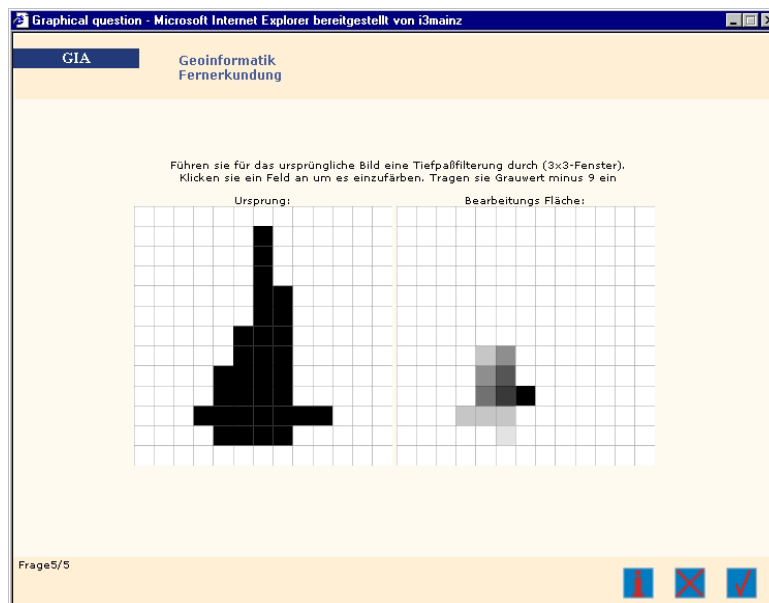 Graphical question - Microsoft Internet Explorer bereitgestellt von i3mainz
GIA
Geoinformatik
Fernerkundung
Führen sie für das ursprüngliche Bild eine Tiefpaßfilterung durch (3x3-Fenster).
Klicken sie ein Feld an um es einzufärben. Tragen sie Grauwert minus 9 ein
Ursprung:
Bearbeitungs Fläche:
Frage5/5